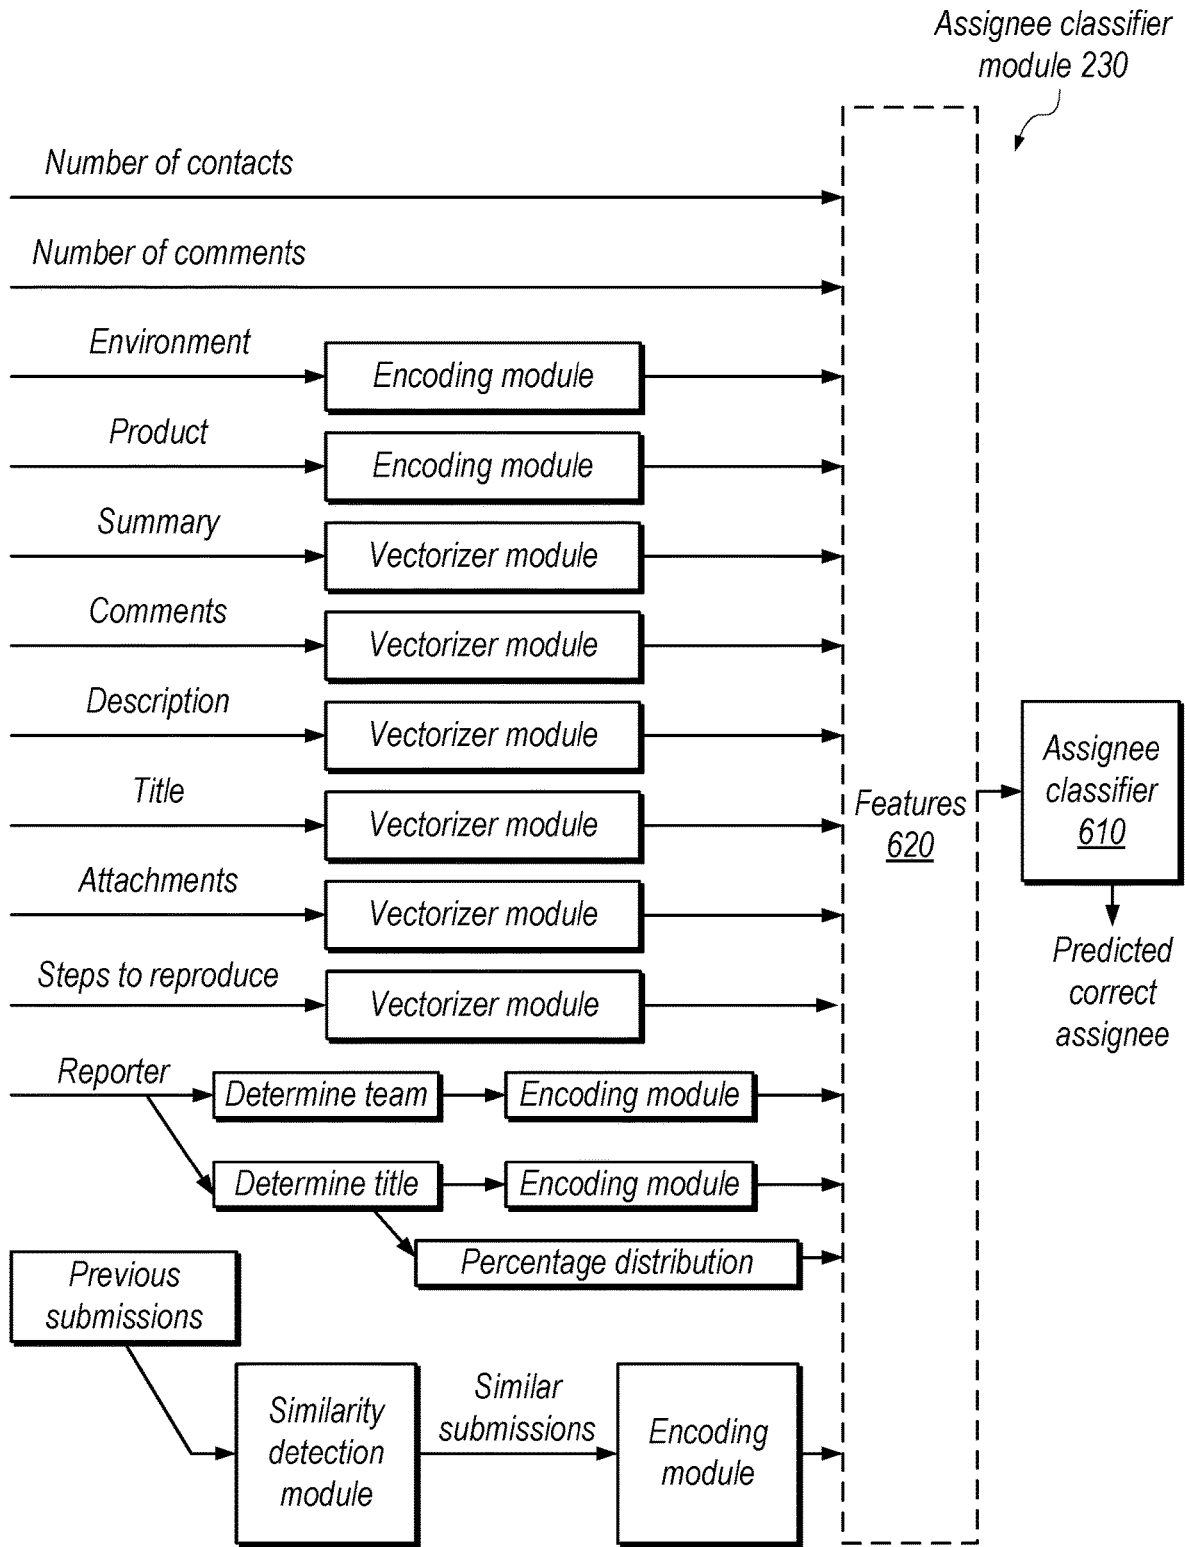 Assignee classifier
module 230
Number of contacts
Number of comments
Environment
Encoding module
Product
Encoding module
Summary
Vectorizer module
Comments
Vectorizer module
Description
Vectorizer module
Title
Vectorizer module
Attachments
Vectorizer module
Steps to reproduce
Vectorizer module
Reporter
Determine team
Encoding module
Determine title
Encoding module
Percentage distribution
Previous
submissions
Similarity
detection
module
Similar
submissions
Encoding
module
Features
620
Assignee
classifier
610
Predicted
correct
assignee